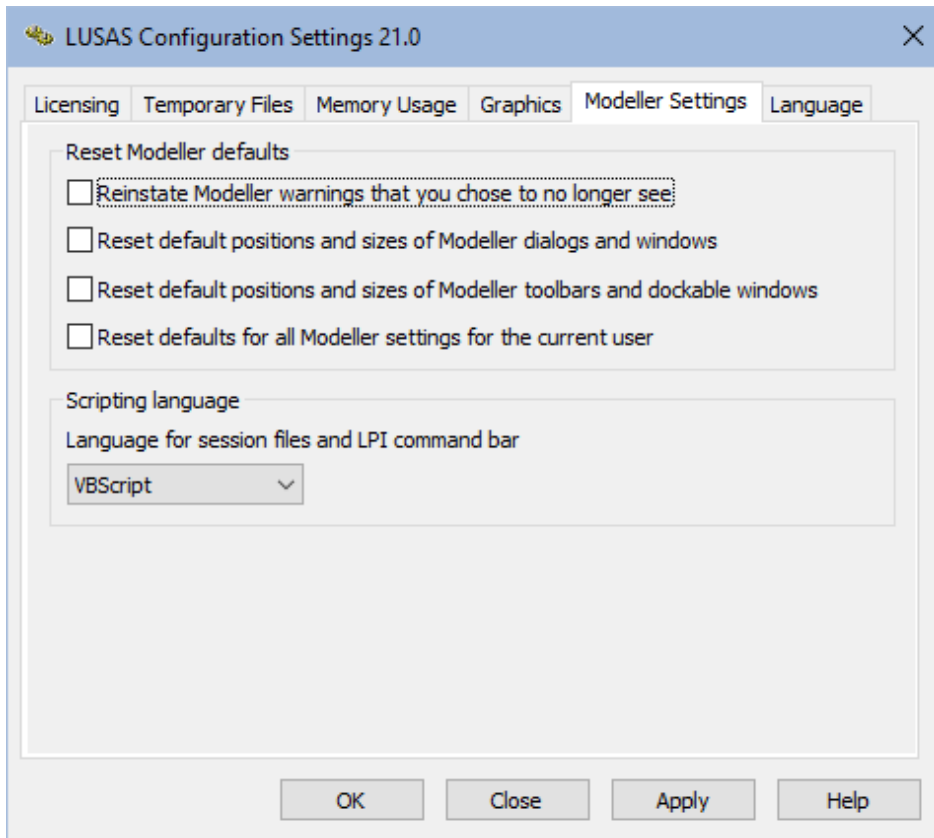 LUSAS Configuration Settings 21.0
Licensing Temporary Files Memory Usage Graphics Modeller Settings Language
Reset Modeller defaults
Reinstate Modeller warnings that you chose to no longer see
Reset default positions and sizes of Modeller dialogs and windows
Reset default positions and sizes of Modeller toolbars and dockable windows
Reset defaults for all Modeller settings for the current user
Scripting language
Language for session files and LPI command bar
VBScript
OK Close Apply Help